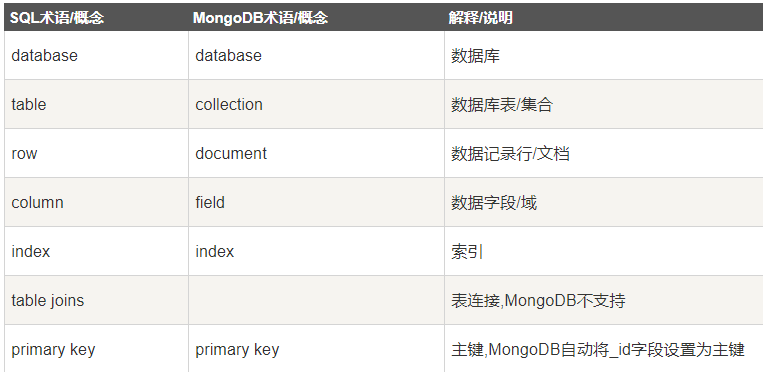 SQL术语/概念 MongoDB术语/概念 解释/说明
database database 数据库
table collection 数据库表/集合
row document 数据记录行/文档
column field 数据字段/域
index index 索引
table joins 表连接,MongoDB不支持
primary key primary key 主键,MongoDB自动将_id字段设置为主键